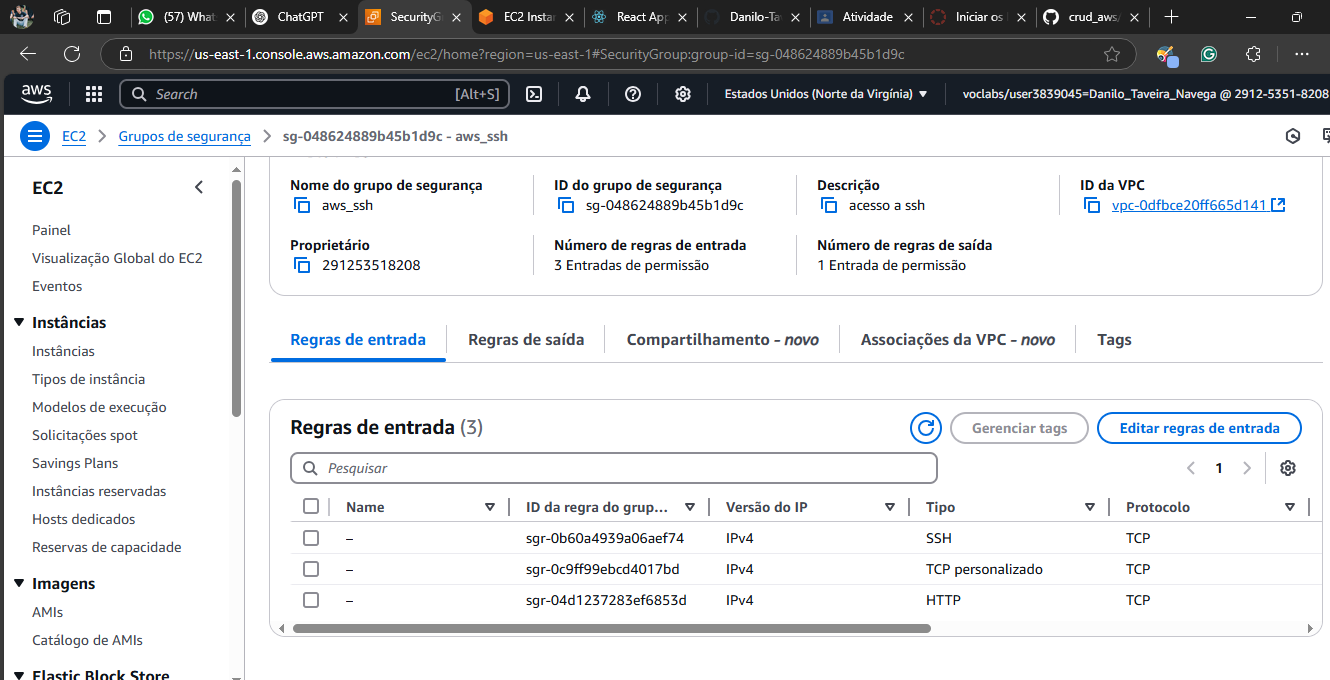 (57) What
ChatGPT
SecurityG
EC2 Instan
React App
Danilo-Ta
Atividade
Iniciar os
crud_aws/
https://us-east-1.console.aws.amazon.com/ec2/home?region=us-east-1#SecurityGroup:group-id=sg-048624889b45b1d9c
aws
Search
[Alt+S]
Estados Unidos (Norte da Virgínia)
voclabs/user3839045=Danilo_Taveira_Navega @ 2912-5351-8208
EC2
Grupos de segurança
sg-048624889b45b1d9c - aws_ssh
EC2
Painel
Visualização Global do EC2
Eventos
Instâncias
Instâncias
Tipos de instância
Modelos de execução
Solicitações spot
Savings Plans
Instâncias reservadas
Hosts dedicados
Reservas de capacidade
Imagens
AMIs
Catálogo de AMIs
Elastic Block Store
Nome do grupo de segurança
aws_ssh
ID do grupo de segurança
sg-048624889b45b1d9c
Descrição
acesso a ssh
ID da VPC
vpc-0dfbce20ff665d141
Proprietário
291253518208
Número de regras de entrada
3 Entradas de permissão
Número de regras de saída
1 Entrada de permissão
Regras de entrada
Regras de saída
Compartilhamento - novo
Associações da VPC - novo
Tags
Regras de entrada (3)
Gerenciar tags
Editar regras de entrada
Pesquisar
1
Name
ID da regra do grup...
Versão do IP
Tipo
Protocolo
– sgr-0b60a4939a06aef74 IPv4 SSH TCP
– sgr-0c9ff99ebcd4017bd IPv4 TCP personalizado TCP
– sgr-04d1237283ef6853d IPv4 HTTP TCP